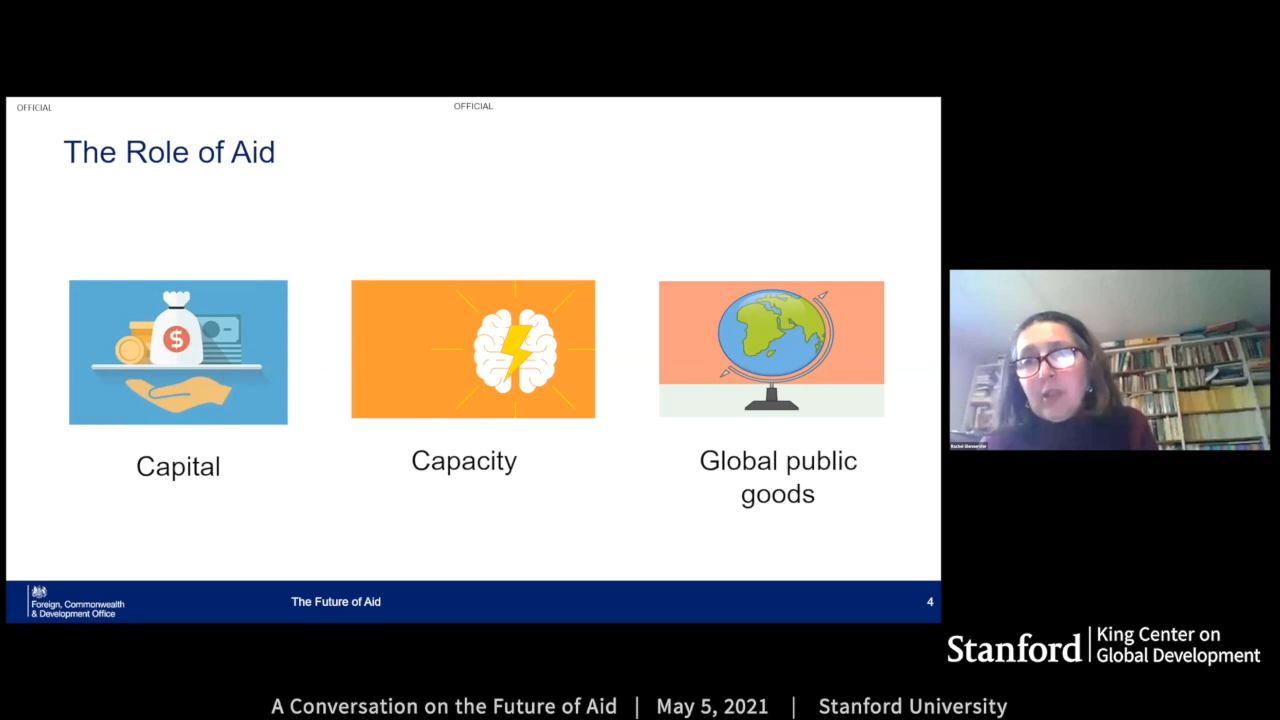 OFFICIAL
OFFICIAL
The Role of Aid
$
Capital
Capacity
Global public
goods
Foreign, Commonwealth
& Development Office
The Future of Aid
4
Stanford
King Center on
Global Development
A Conversation on the Future of Aid | May 5, 2021 | Stanford University